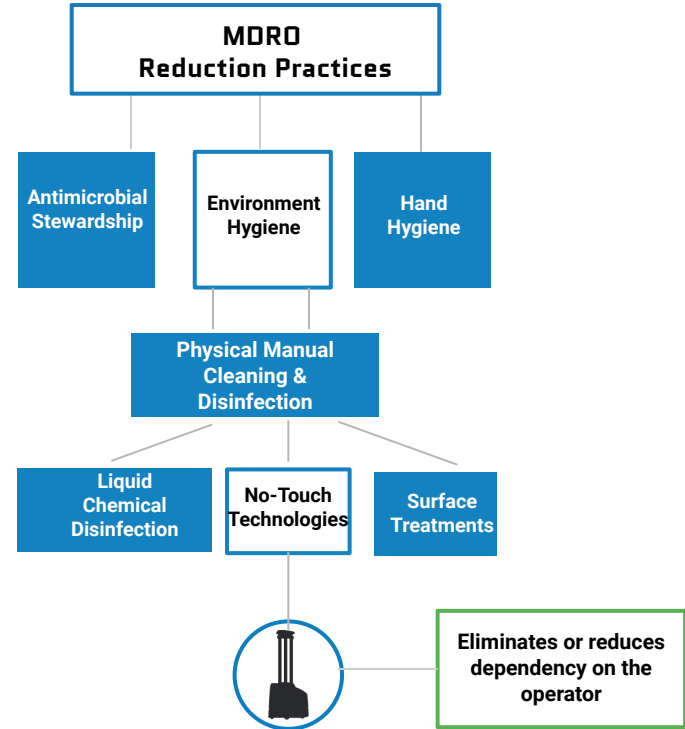 MDRO
Reduction Practices
Antimicrobial
Stewardship
Environment
Hygiene
Hand
Hygiene
Physical Manual
Cleaning &
Disinfection
Liquid
Chemical
Disinfection
No-Touch
Technologies
Surface
Treatments
Eliminates or reduces
dependency on the
operator